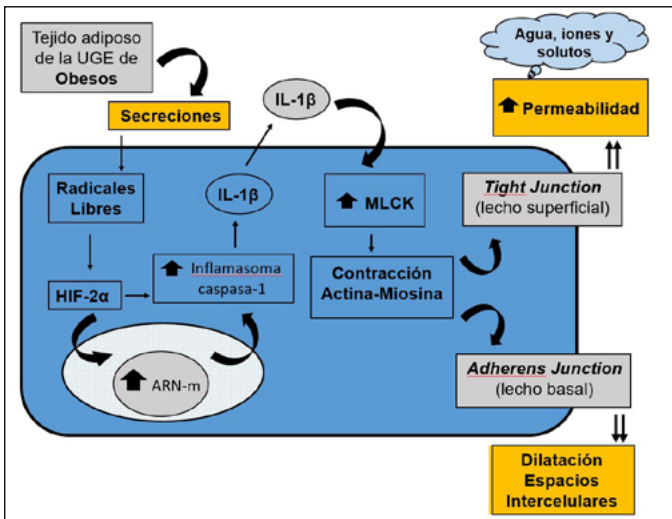 Tejido adiposo
de la UGE de
Obesos
Secreciones
Radicales
Libres
HIF-2α
ARN-m
Inflamasoma
caspasa-1
IL-1β
IL-1β
MLCK
Contracción
Actina-Miosina
Tight Junction
(lecho superficial)
Permeabilidad
Agua, iones y
solutos
Adherens Junction
(lecho basal)
Dilatación
Espacios
Intercelulares